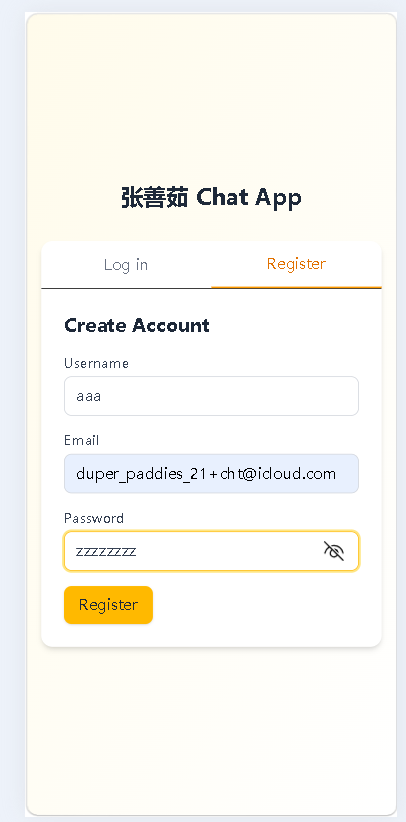 张善茹 Chat App
Log in
Register
Create Account
Username
aaa
Email
duper_paddies_21+cht@icloud.com
Password
zzzzzzzz
Register